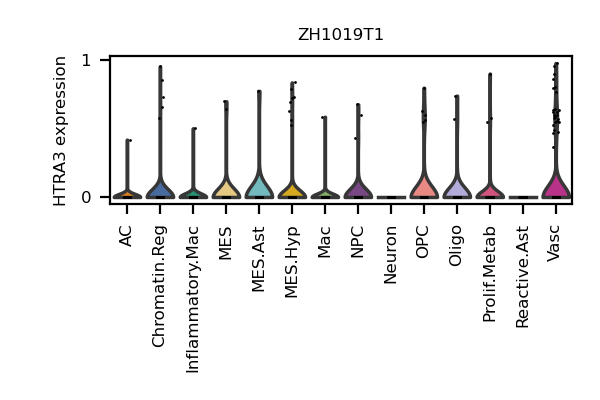 ZH1019T1
HTRA3 expression
1
0
AC
Chromatin.Reg
Inflammatory.Mac
MES
MES.Ast
MES.Hyp
Mac
NPC
Neuron
OPC
Oligo
Prolif.Metab
Reactive.Ast
Vasc